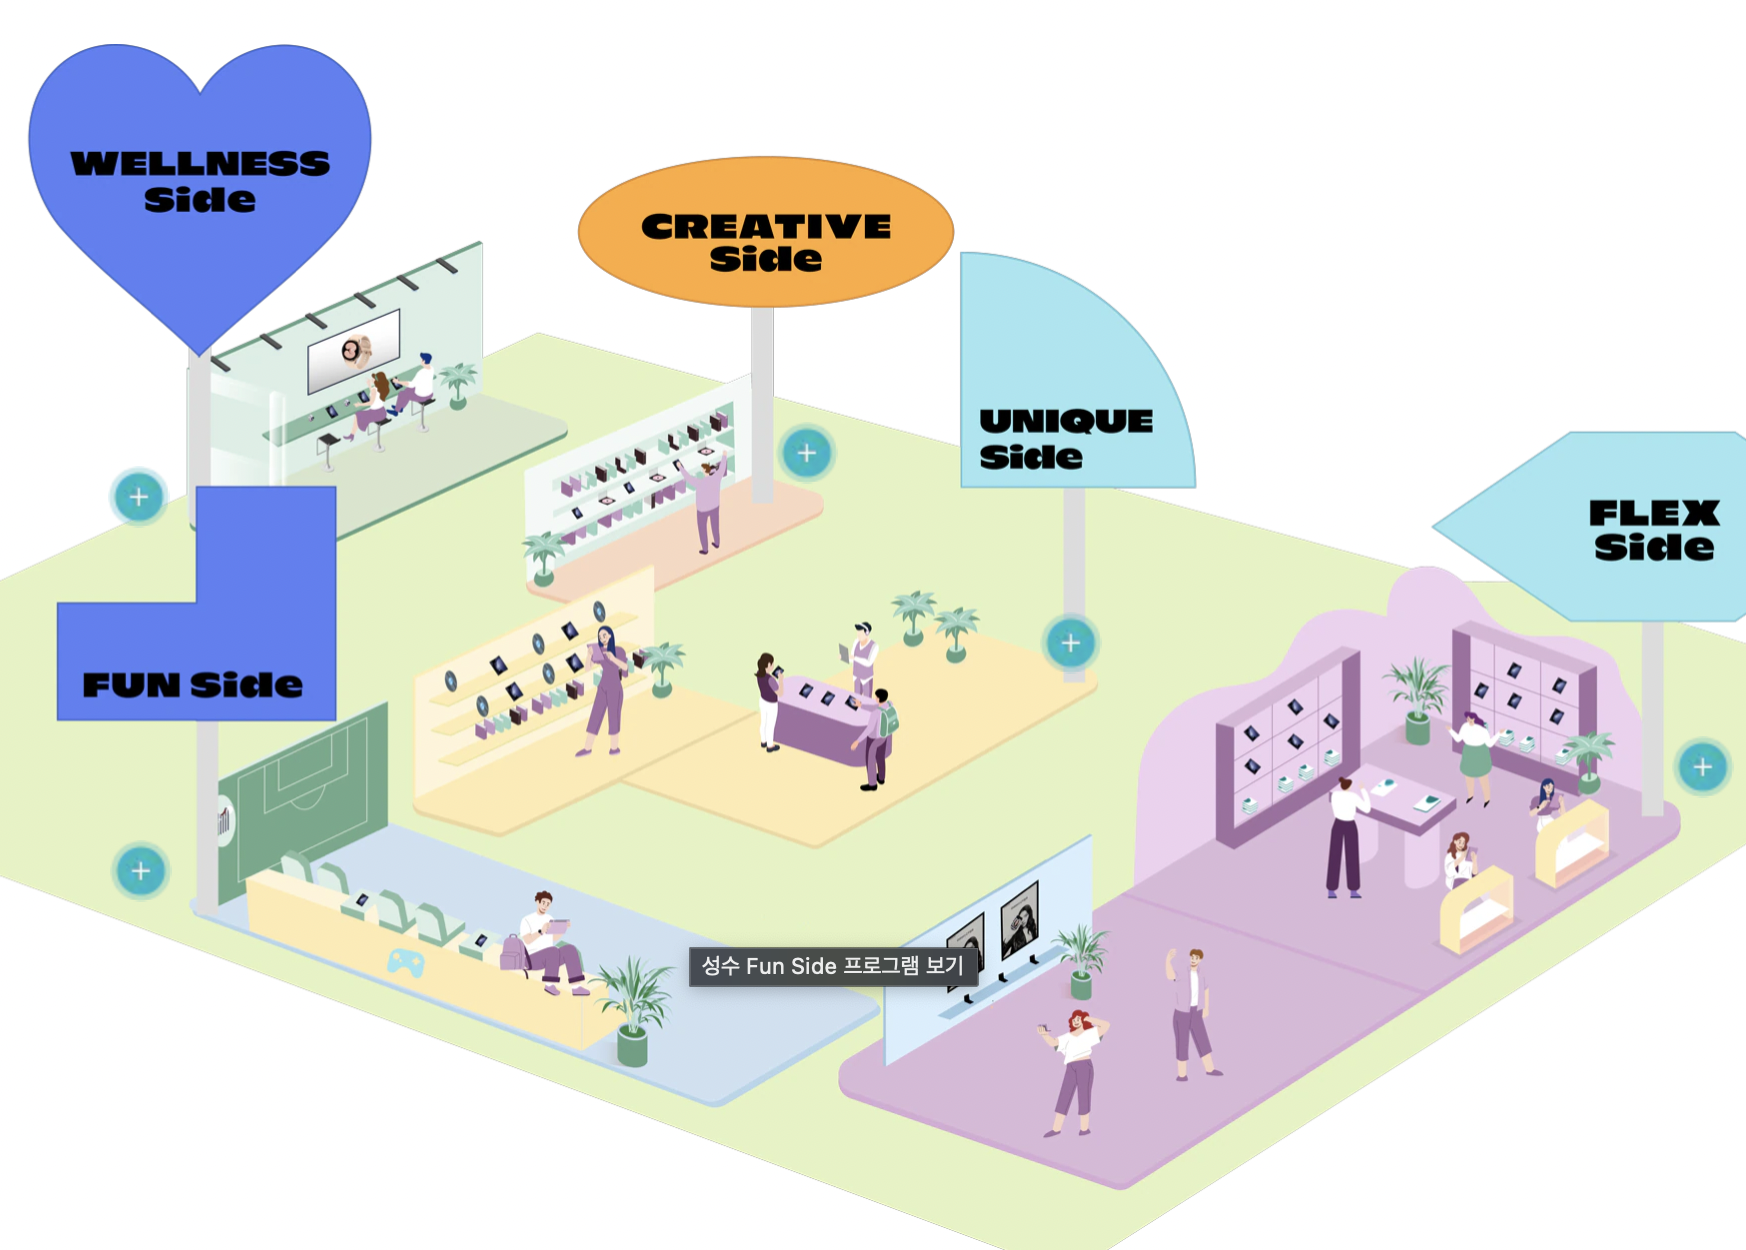 WELLNESS
Side
CREATIVE
Side
UNIQUE
Side
FLEX
Side
FUN Side
성수 Fun Side 프로그램 보기